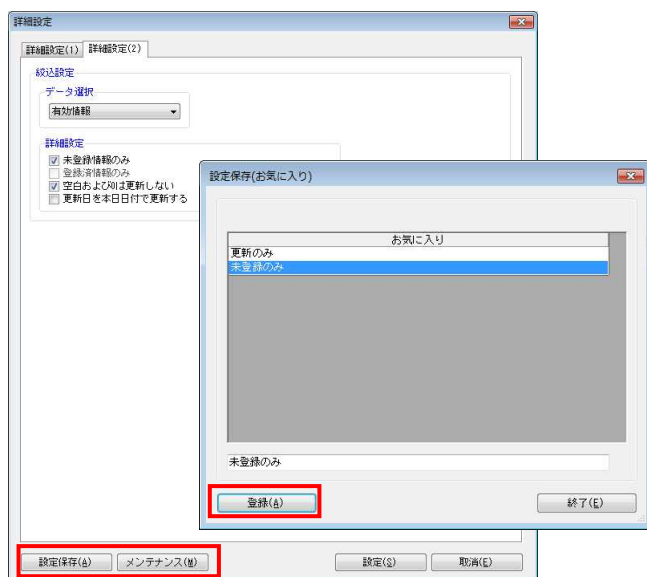 詳細設定
詳細設定(1) 詳細設定(2)
絞込設定
データ選択
有効情報
詳細設定
未登録情報のみ
登録済情報のみ
空白および0は更新しない
更新日を本日日付で更新する
設定保存(お気に入り)
お気に入り
更新のみ
未登録のみ
未登録のみ
登録(A) 終了(E)
設定保存(A) メンテナンス(M) 設定(S) 取消(E)